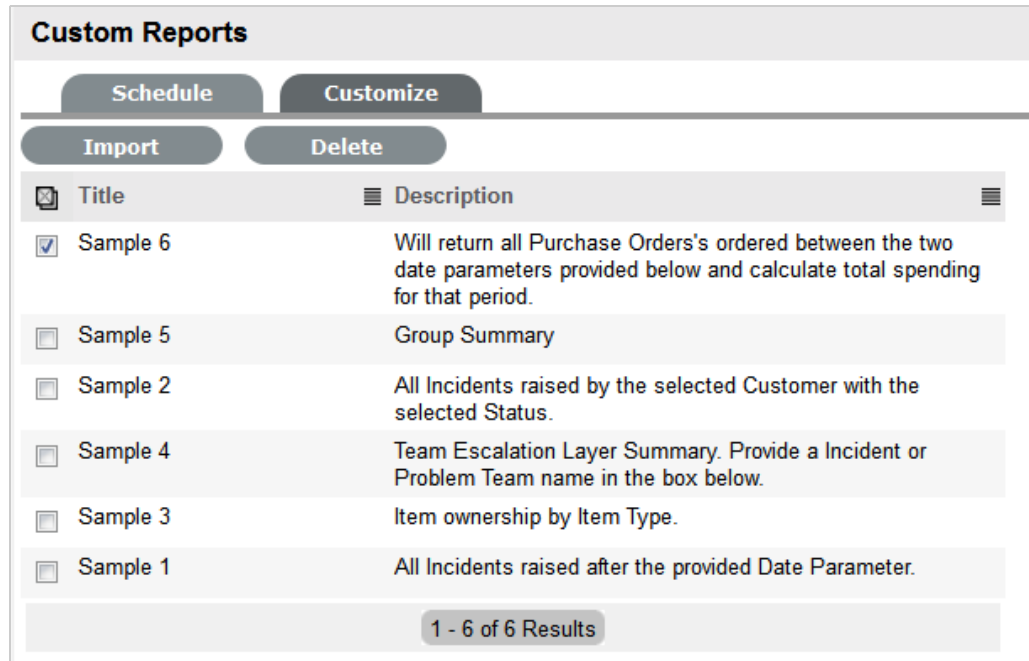 Custom Reports
Schedule Customize
Import Delete
Title Description
Sample 6 Will return all Purchase Orders's ordered between the two
date parameters provided below and calculate total spending
for that period.
Sample 5 Group Summary
Sample 2 All Incidents raised by the selected Customer with the
selected Status.
Sample 4 Team Escalation Layer Summary. Provide a Incident or
Problem Team name in the box below.
Sample 3 Item ownership by Item Type.
Sample 1 All Incidents raised after the provided Date Parameter.
1 - 6 of 6 Results